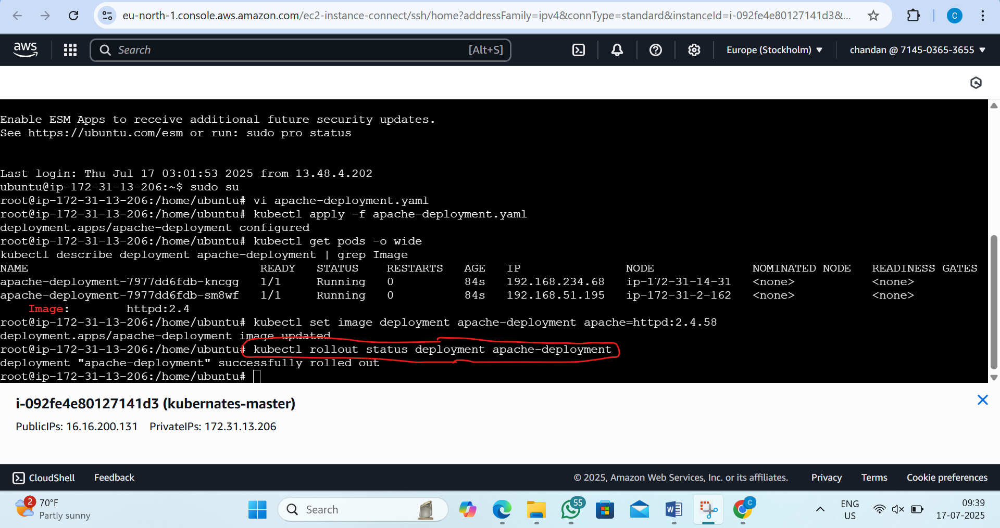 eu-north-1.console.aws.amazon.com/ec2-instance-connect/ssh/home?addressFamily=ipv4&connType=standard&instanceId=i-092fe4e80127141d3&...
C
aws
Search
[Alt+S]
Europe (Stockholm)
chandan @ 7145-0365-3655
Enable ESM Apps to receive additional future security updates.
See https://ubuntu.com/esm or run: sudo pro status
Last login: Thu Jul 17 03:01:53 2025 from 13.48.4.202
ubuntu@ip-172-31-13-206:~$ sudo su
root@ip-172-31-13-206:/home/ubuntu# vi apache-deployment.yaml
root@ip-172-31-13-206:/home/ubuntu# kubectl apply -f apache-deployment.yaml
deployment.apps/apache-deployment configured
root@ip-172-31-13-206:/home/ubuntu# kubectl get pods -o wide
kubectl describe deployment apache-deployment | grep Image
NAME READY STATUS RESTARTS AGE IP NODE NOMINATED NODE READINESS GATES
apache-deployment-7977dd6fdb-kncgg 1/1 Running 0 84s 192.168.234.68 ip-172-31-14-31 <none> <none>
apache-deployment-7977dd6fdb-sm8wf 1/1 Running 0 84s 192.168.51.195 ip-172-31-2-162 <none> <none>
Image: httpd:2.4
root@ip-172-31-13-206:/home/ubuntu# kubectl set image deployment apache-deployment apache=httpd:2.4.58
deployment.apps/apache-deployment image updated
root@ip-172-31-13-206:/home/ubuntu# kubectl rollout status deployment apache-deployment
deployment "apache-deployment" successfully rolled out
root@ip-172-31-13-206:/home/ubuntu#
i-092fe4e80127141d3 (kubernates-master)
PublicIPs: 16.16.200.131 PrivateIPs: 172.31.13.206
CloudShell
Feedback
© 2025, Amazon Web Services, Inc. or its affiliates.
Privacy
Terms
Cookie preferences
2
70°F
Partly sunny
Search
55
W
C
ENG
US
09:39
17-07-2025